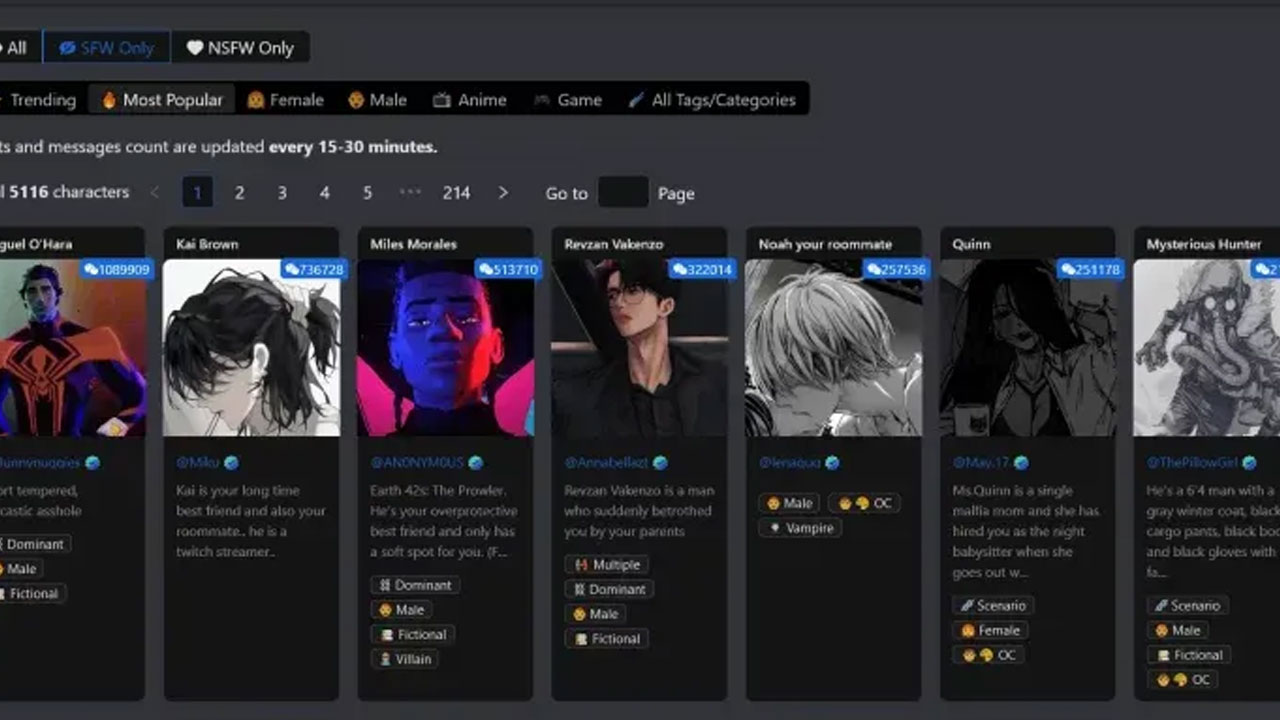 All SFW Only NSFW Only
Trending Most Popular Female Male Anime Game All Tags/Categories
ts and messages count are updated every 15-30 minutes.
l 5116 characters < 1 2 3 4 5 ••• 214 > Go to Page
guel O'Hara
1089909
ort tempered,
castic asshole
Dominant
Male
Fictional
Kai Brown
736728
@Miku
Kai is your long time
best friend and also your
roommate.. he is a
twitch streamer..
Miles Morales
513710
@AN0NYM0US
Earth 42s: The Prowler.
He's your overprotective
best friend and only has
a soft spot for you. (F...
Dominant
Male
Fictional
Villain
Revzan Vakenzo
322014
Revzan Vakenzo is a man
who suddenly betrothed
you by your parents
Multiple
Dominant
Male
Fictional
Noah your roommate
257536
Male OC
Vampire
Quinn
251178
@May.17
Ms.Quinn is a single
mafia mom and she has
hired you as the night
babysitter when she
goes out w...
Scenario
Female
OC
Mysterious Hunter
@ThePillowGirl
He's a 6'4 man with a
gray winter coat, black
cargo pants, black boo
and black gloves with
fa...
Scenario
Male
Fictional
OC